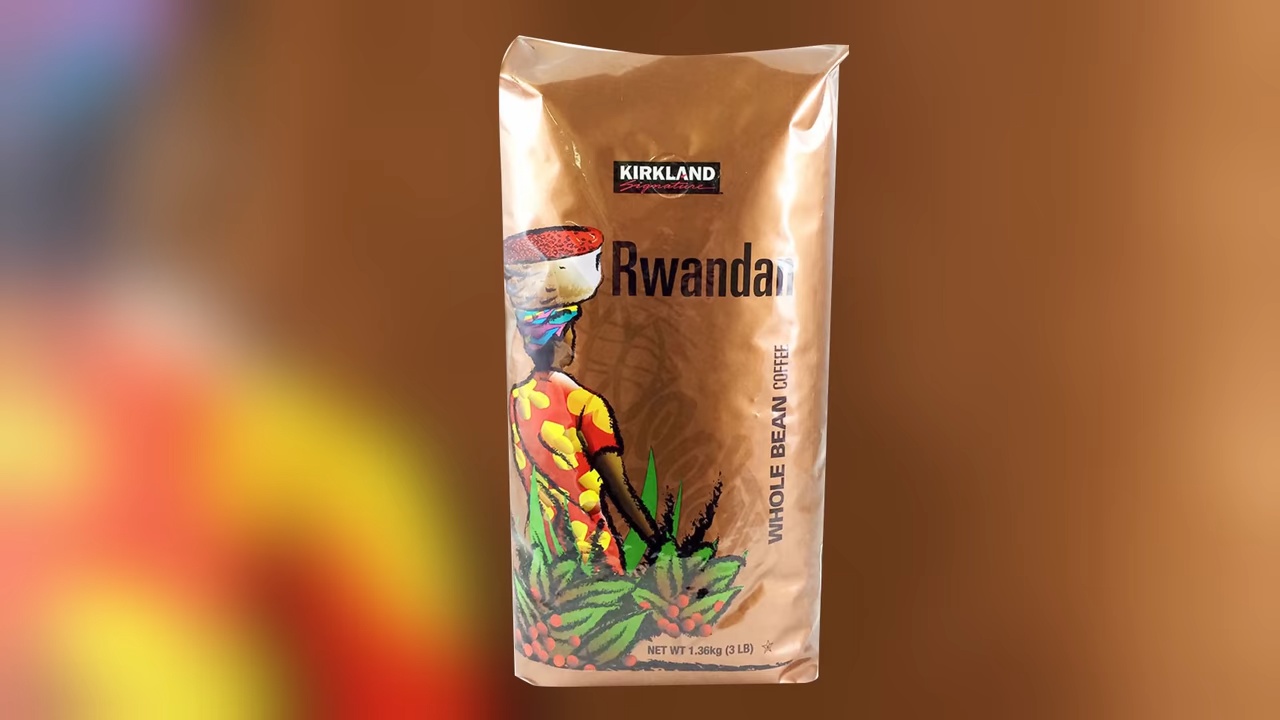 KIRKLAND
Signature
Rwandan
WHOLE BEAN COFFEE
NET WT 1.36kg (3 LB)